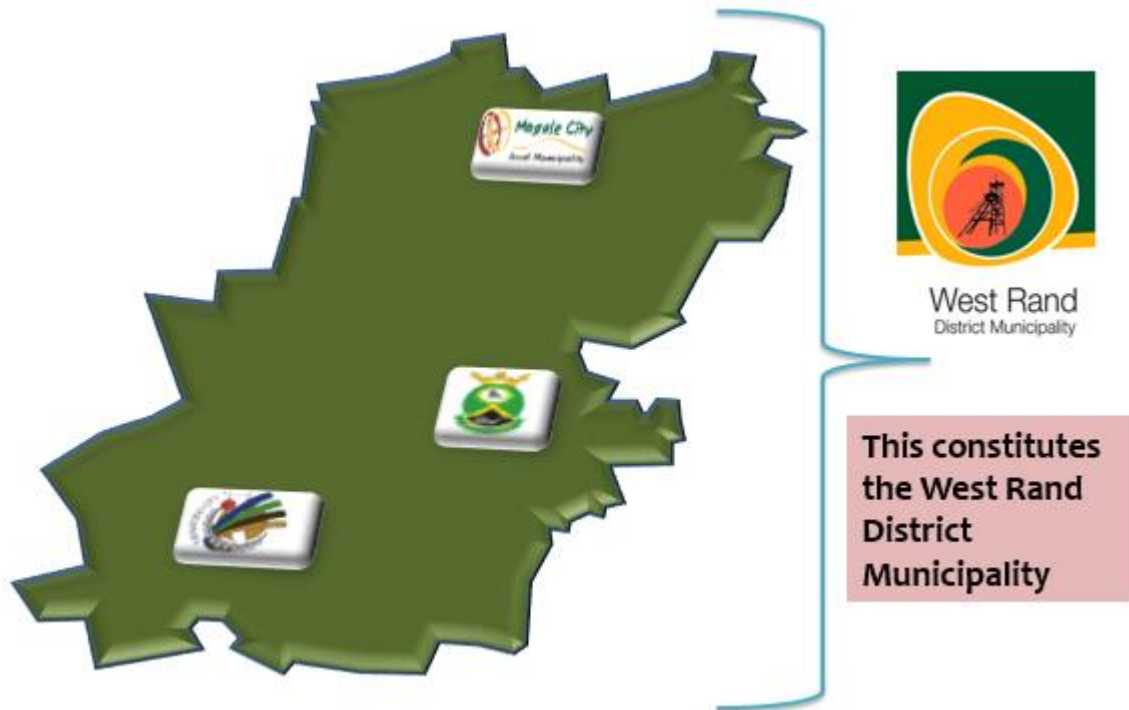 Mogale City
Local Municipality
West Rand
District Municipality
This constitutes
the West Rand
District
Municipality